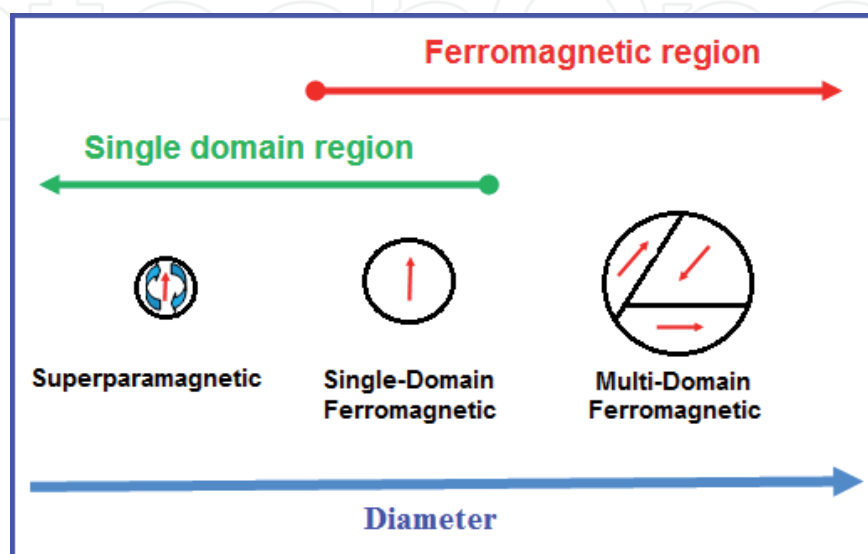 Ferromagnetic region
Single domain region
Superparamagnetic
Single-Domain
Ferromagnetic
Multi-Domain
Ferromagnetic
Diameter